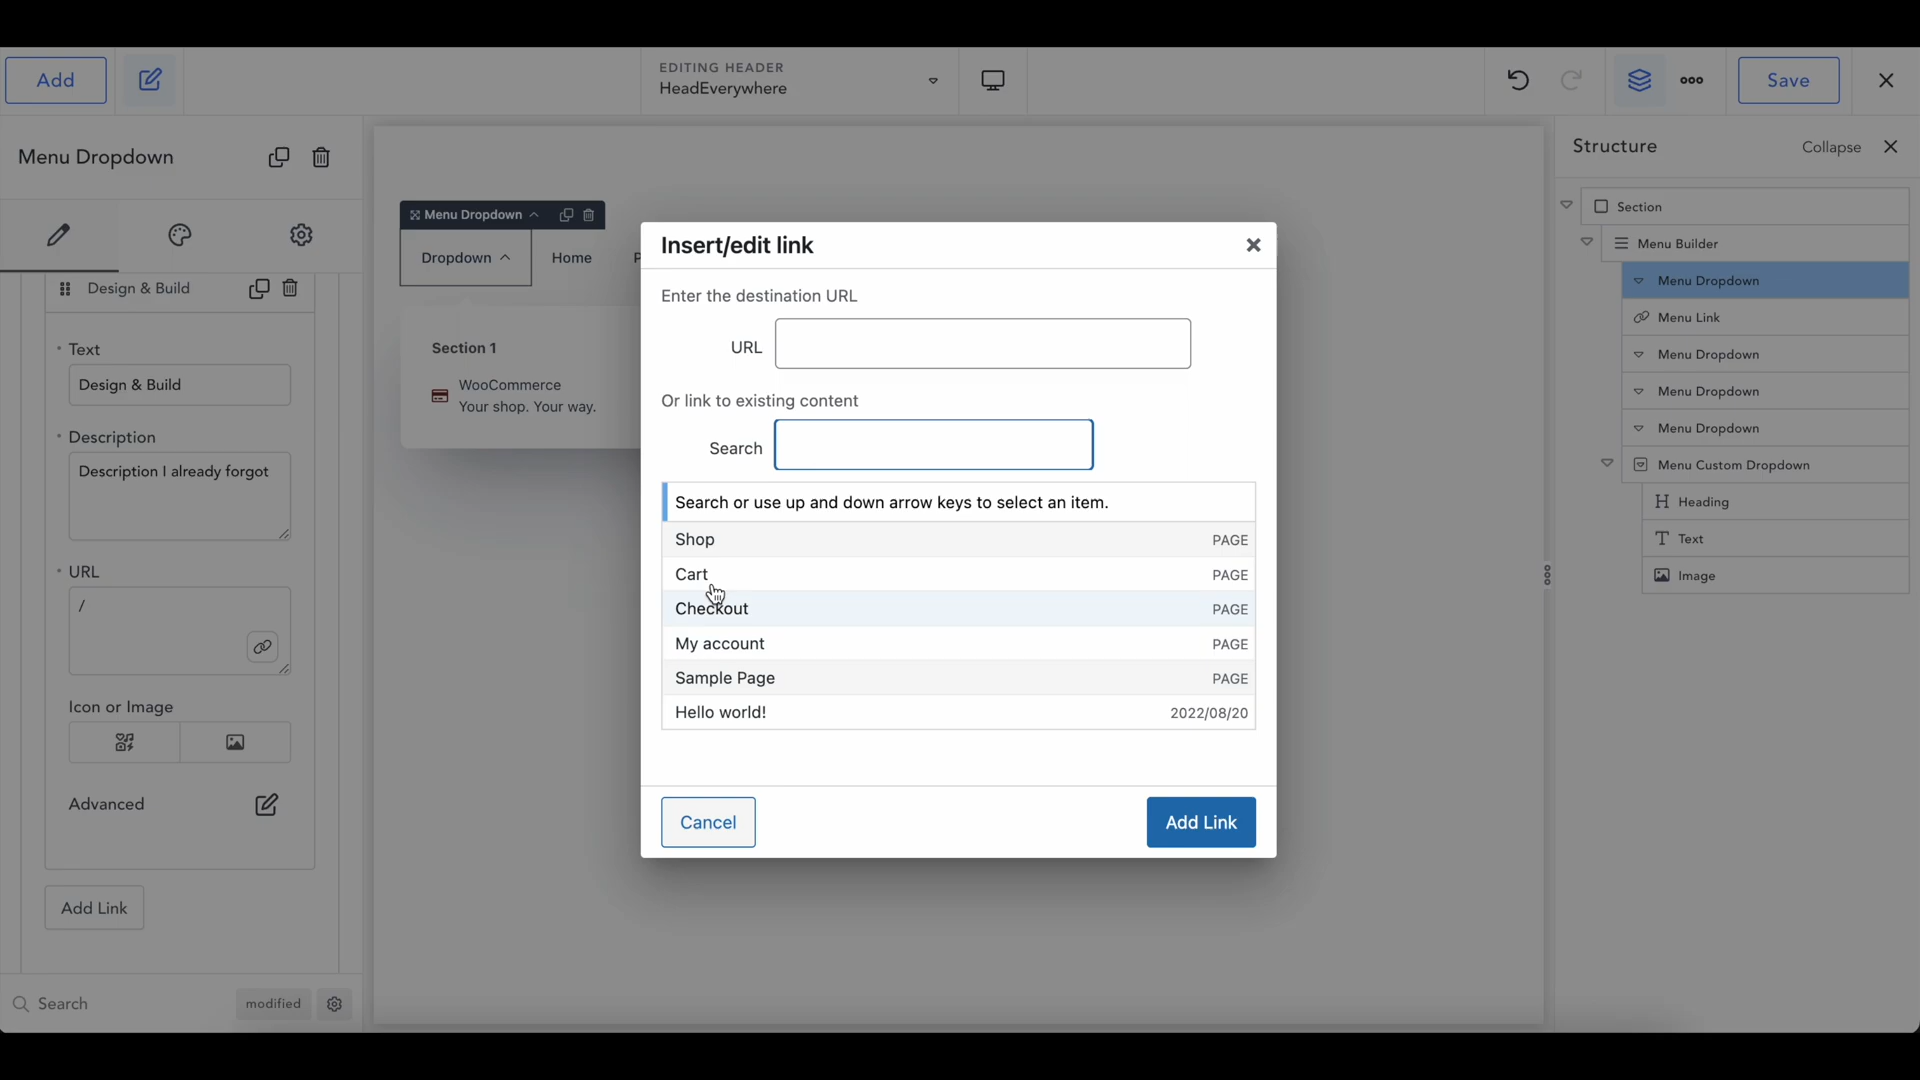 Add
EDITING HEADER
HeadEverywhere
Save
Menu Dropdown
Design & Build
Text
Design & Build
Description
Description I already forgot
URL
/
Icon or Image
Advanced
Add Link
Search
modified
Menu Dropdown
Dropdown
Home
P
Section 1
WooCommerce
Your shop. Your way.
Insert/edit link
Enter the destination URL
URL
Or link to existing content
Search
Search or use up and down arrow keys to select an item.
Shop PAGE
Cart PAGE
Checkout PAGE
My account PAGE
Sample Page PAGE
Hello world! 2022/08/20
Cancel
Add Link
Structure
Collapse
Section
Menu Builder
Menu Dropdown
Menu Link
Menu Dropdown
Menu Dropdown
Menu Dropdown
Menu Custom Dropdown
Heading
Text
Image